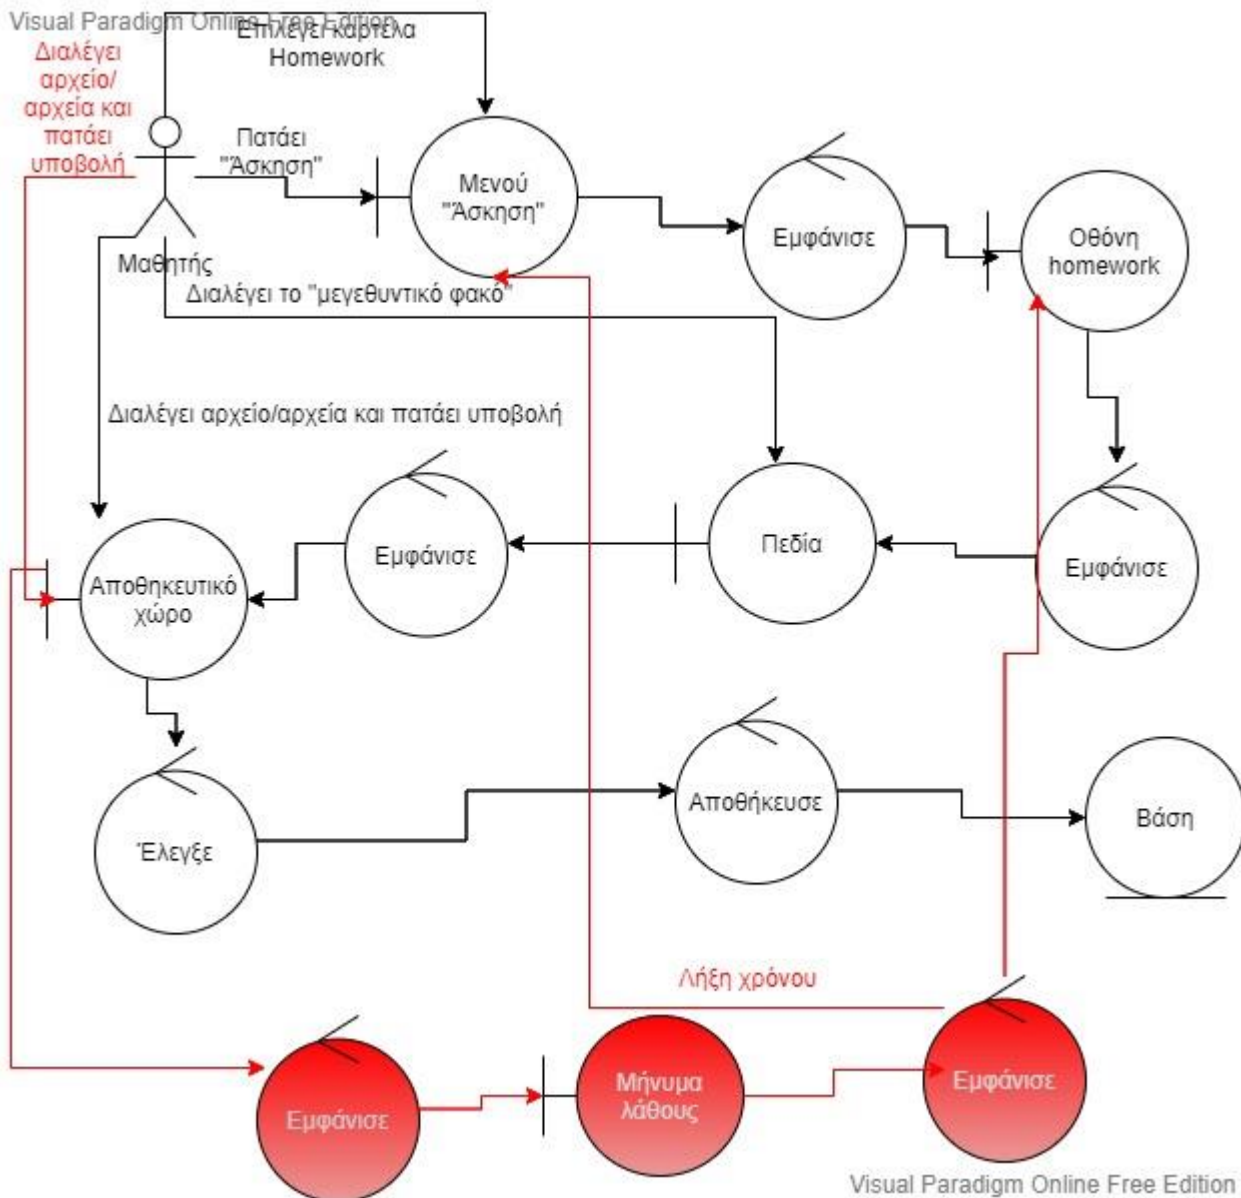 Visual Paradigm Online Free Edition
Επιλέγει καρτέλα
Homework
Διαλέγει
αρχείο/
αρχεία και
πατάει
υποβολή
Πατάει
"Άσκηση"
Μενού
"Άσκηση"
Εμφάνισε
Οθόνη
homework
Μαθητής
Διαλέγει το "μεγεθυντικό φακό"
Διαλέγει αρχείο/αρχεία και πατάει υποβολή
Αποθηκευτικό
χώρο
Εμφάνισε
Πεδία
Εμφάνισε
Έλεγξε
Αποθήκευσε
Βάση
Λήξη χρόνου
Εμφάνισε
Μήνυμα
λάθους
Εμφάνισε
Visual Paradigm Online Free Edition